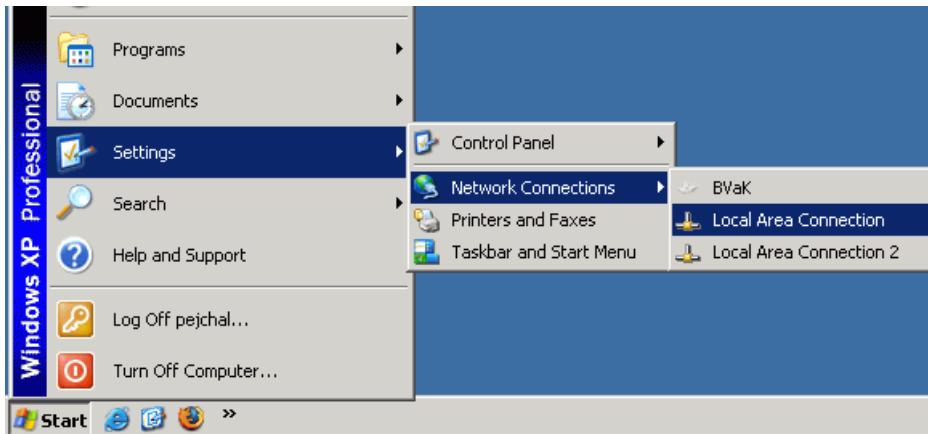 Windows XP Professional
Programs
Documents
Settings
Search
Help and Support
Log Off pejchal...
Turn Off Computer...
Control Panel
Network Connections
Printers and Faxes
Taskbar and Start Menu
BVaK
Local Area Connection
Local Area Connection 2
Start
»